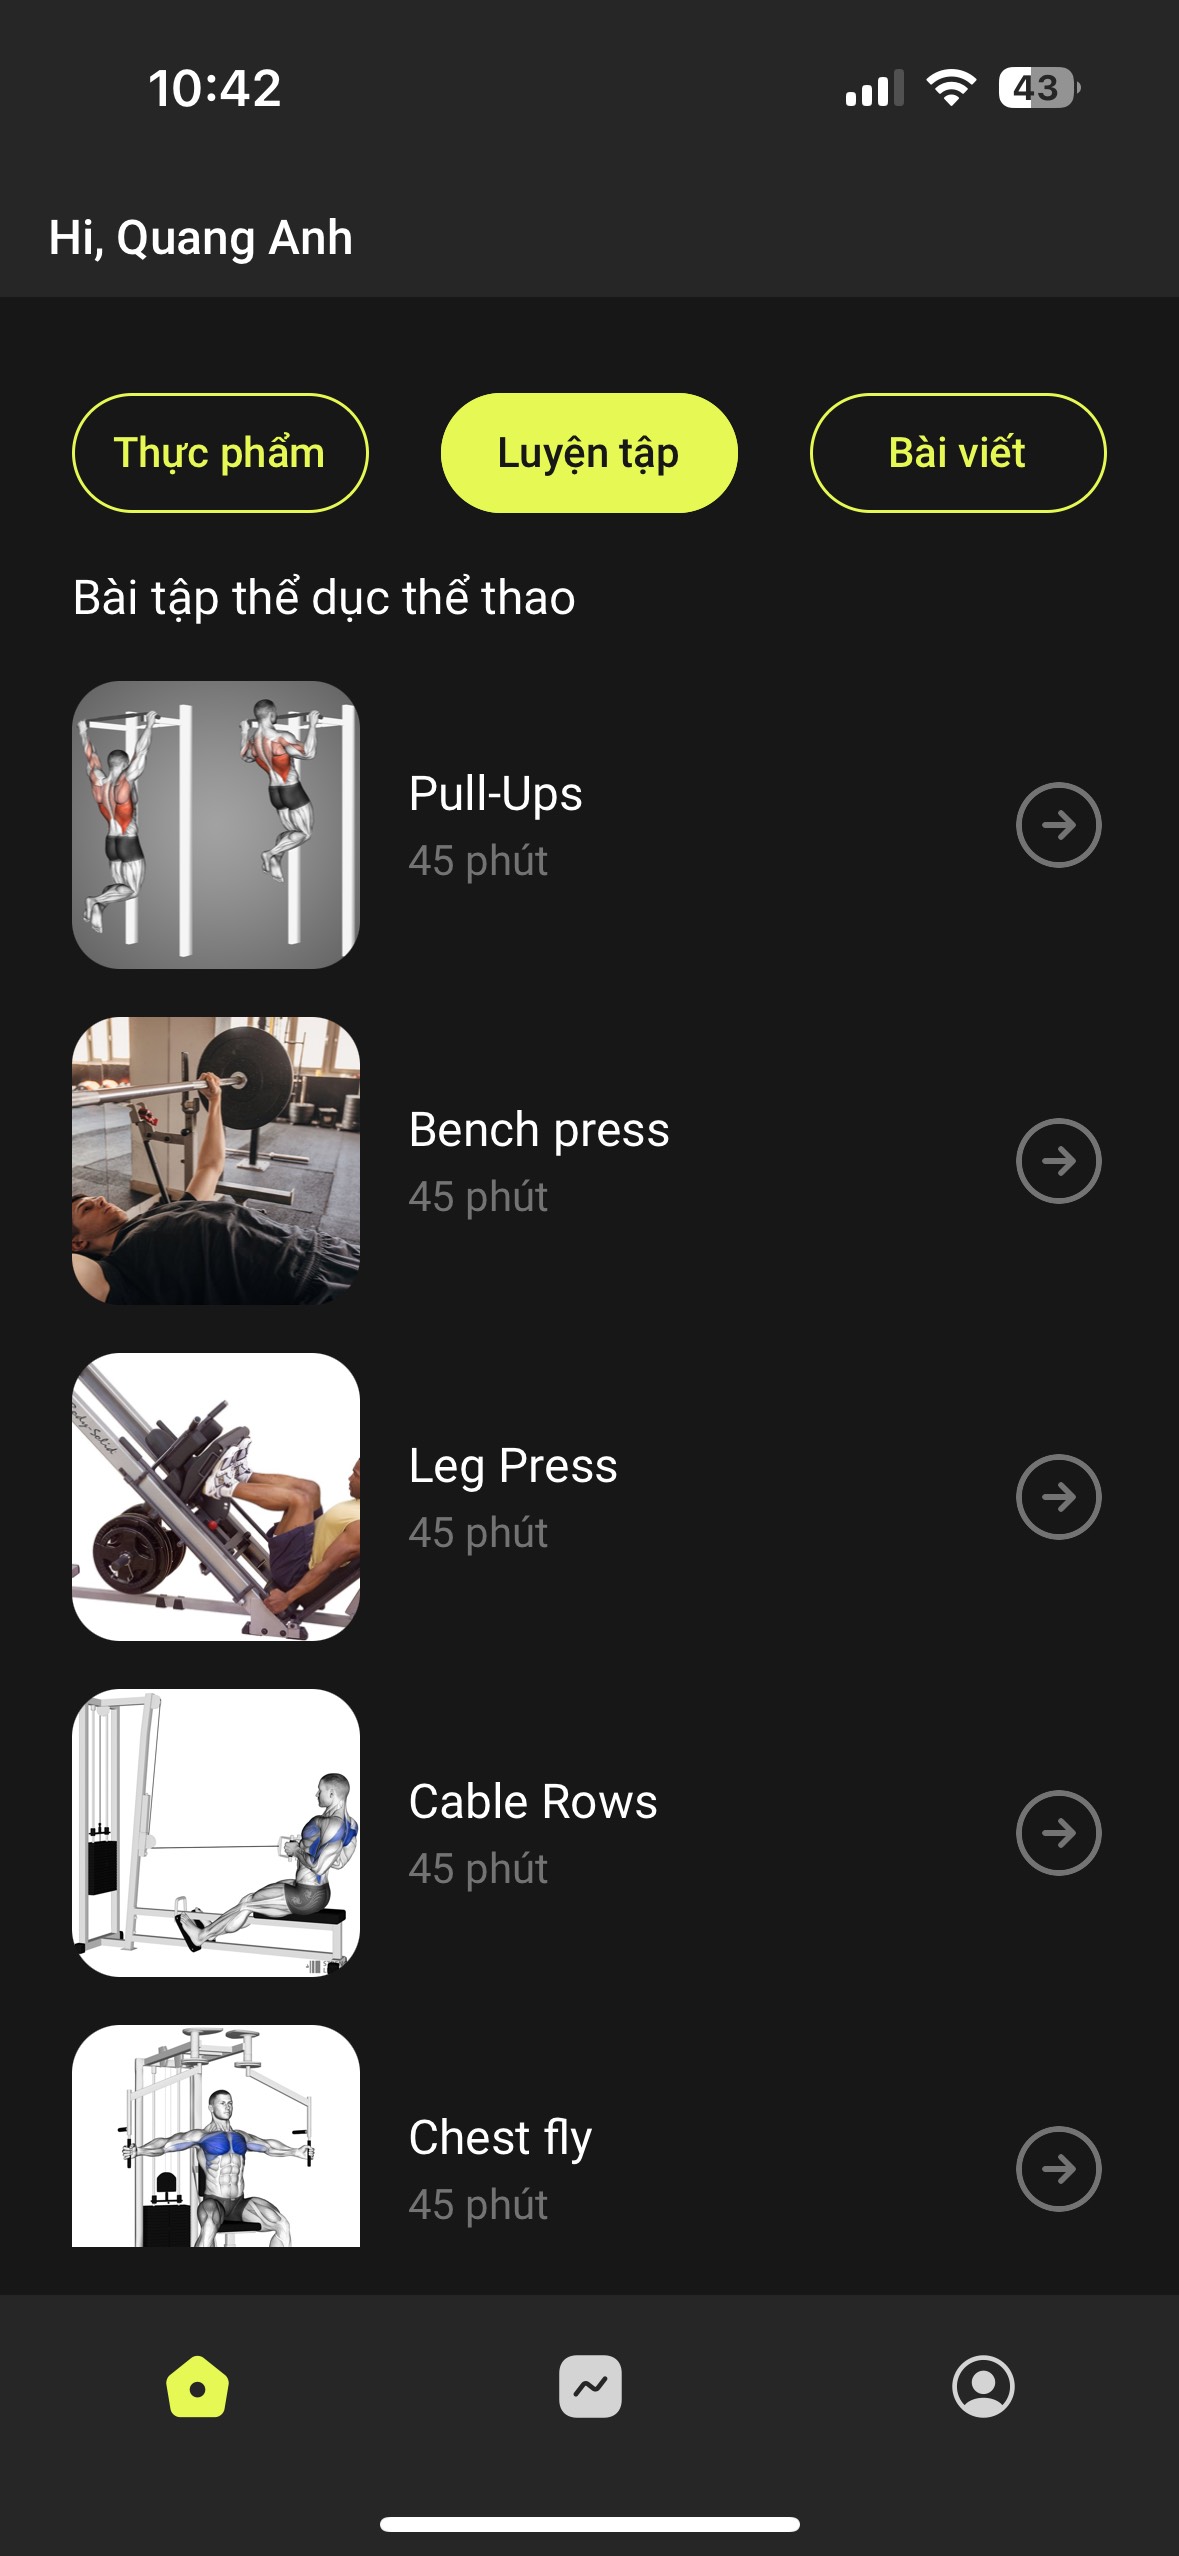 10:42
43
Hi, Quang Anh
Thực phẩm
Luyện tập
Bài viết
Bài tập thể dục thể thao
Pull-Ups
45 phút
Bench press
45 phút
Body-Solid
Leg Press
45 phút
Cable Rows
45 phút
Chest fly
45 phút